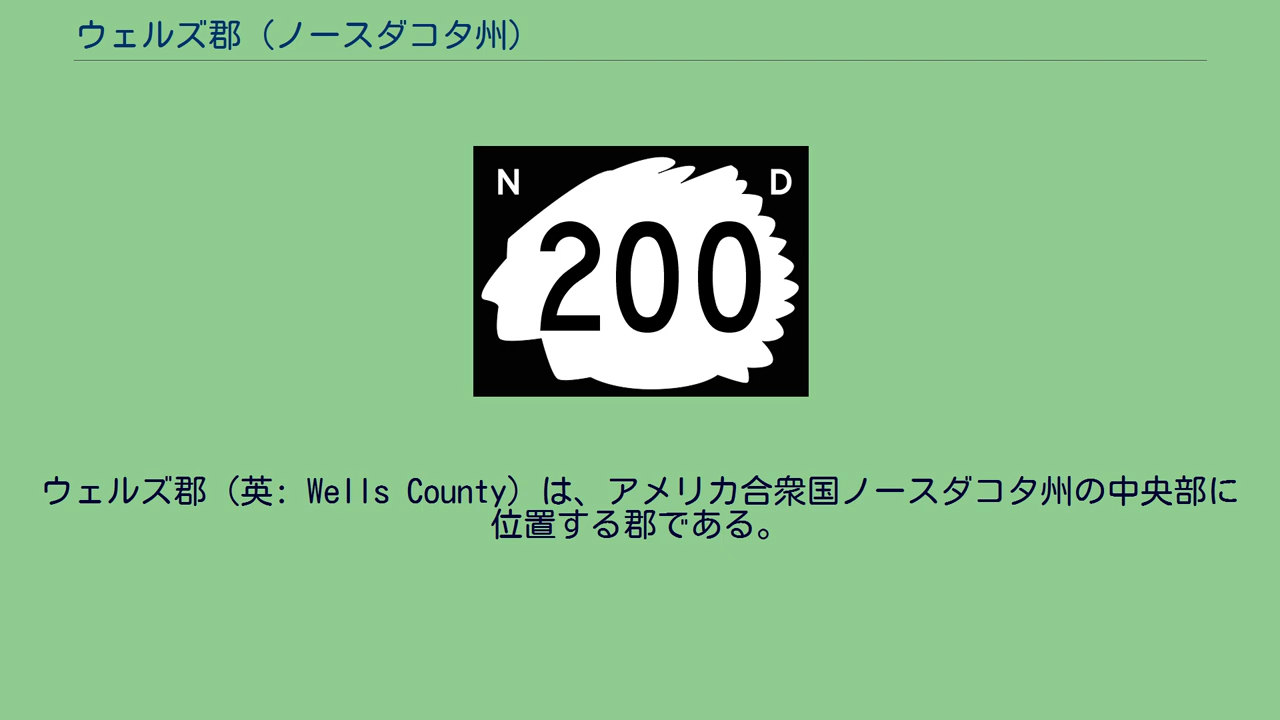 ウェルズ郡（ノースダコタ州）
N D
200
ウェルズ郡（英: Wells County）は、アメリカ合衆国ノースダコタ州の中央部に
位置する郡である。